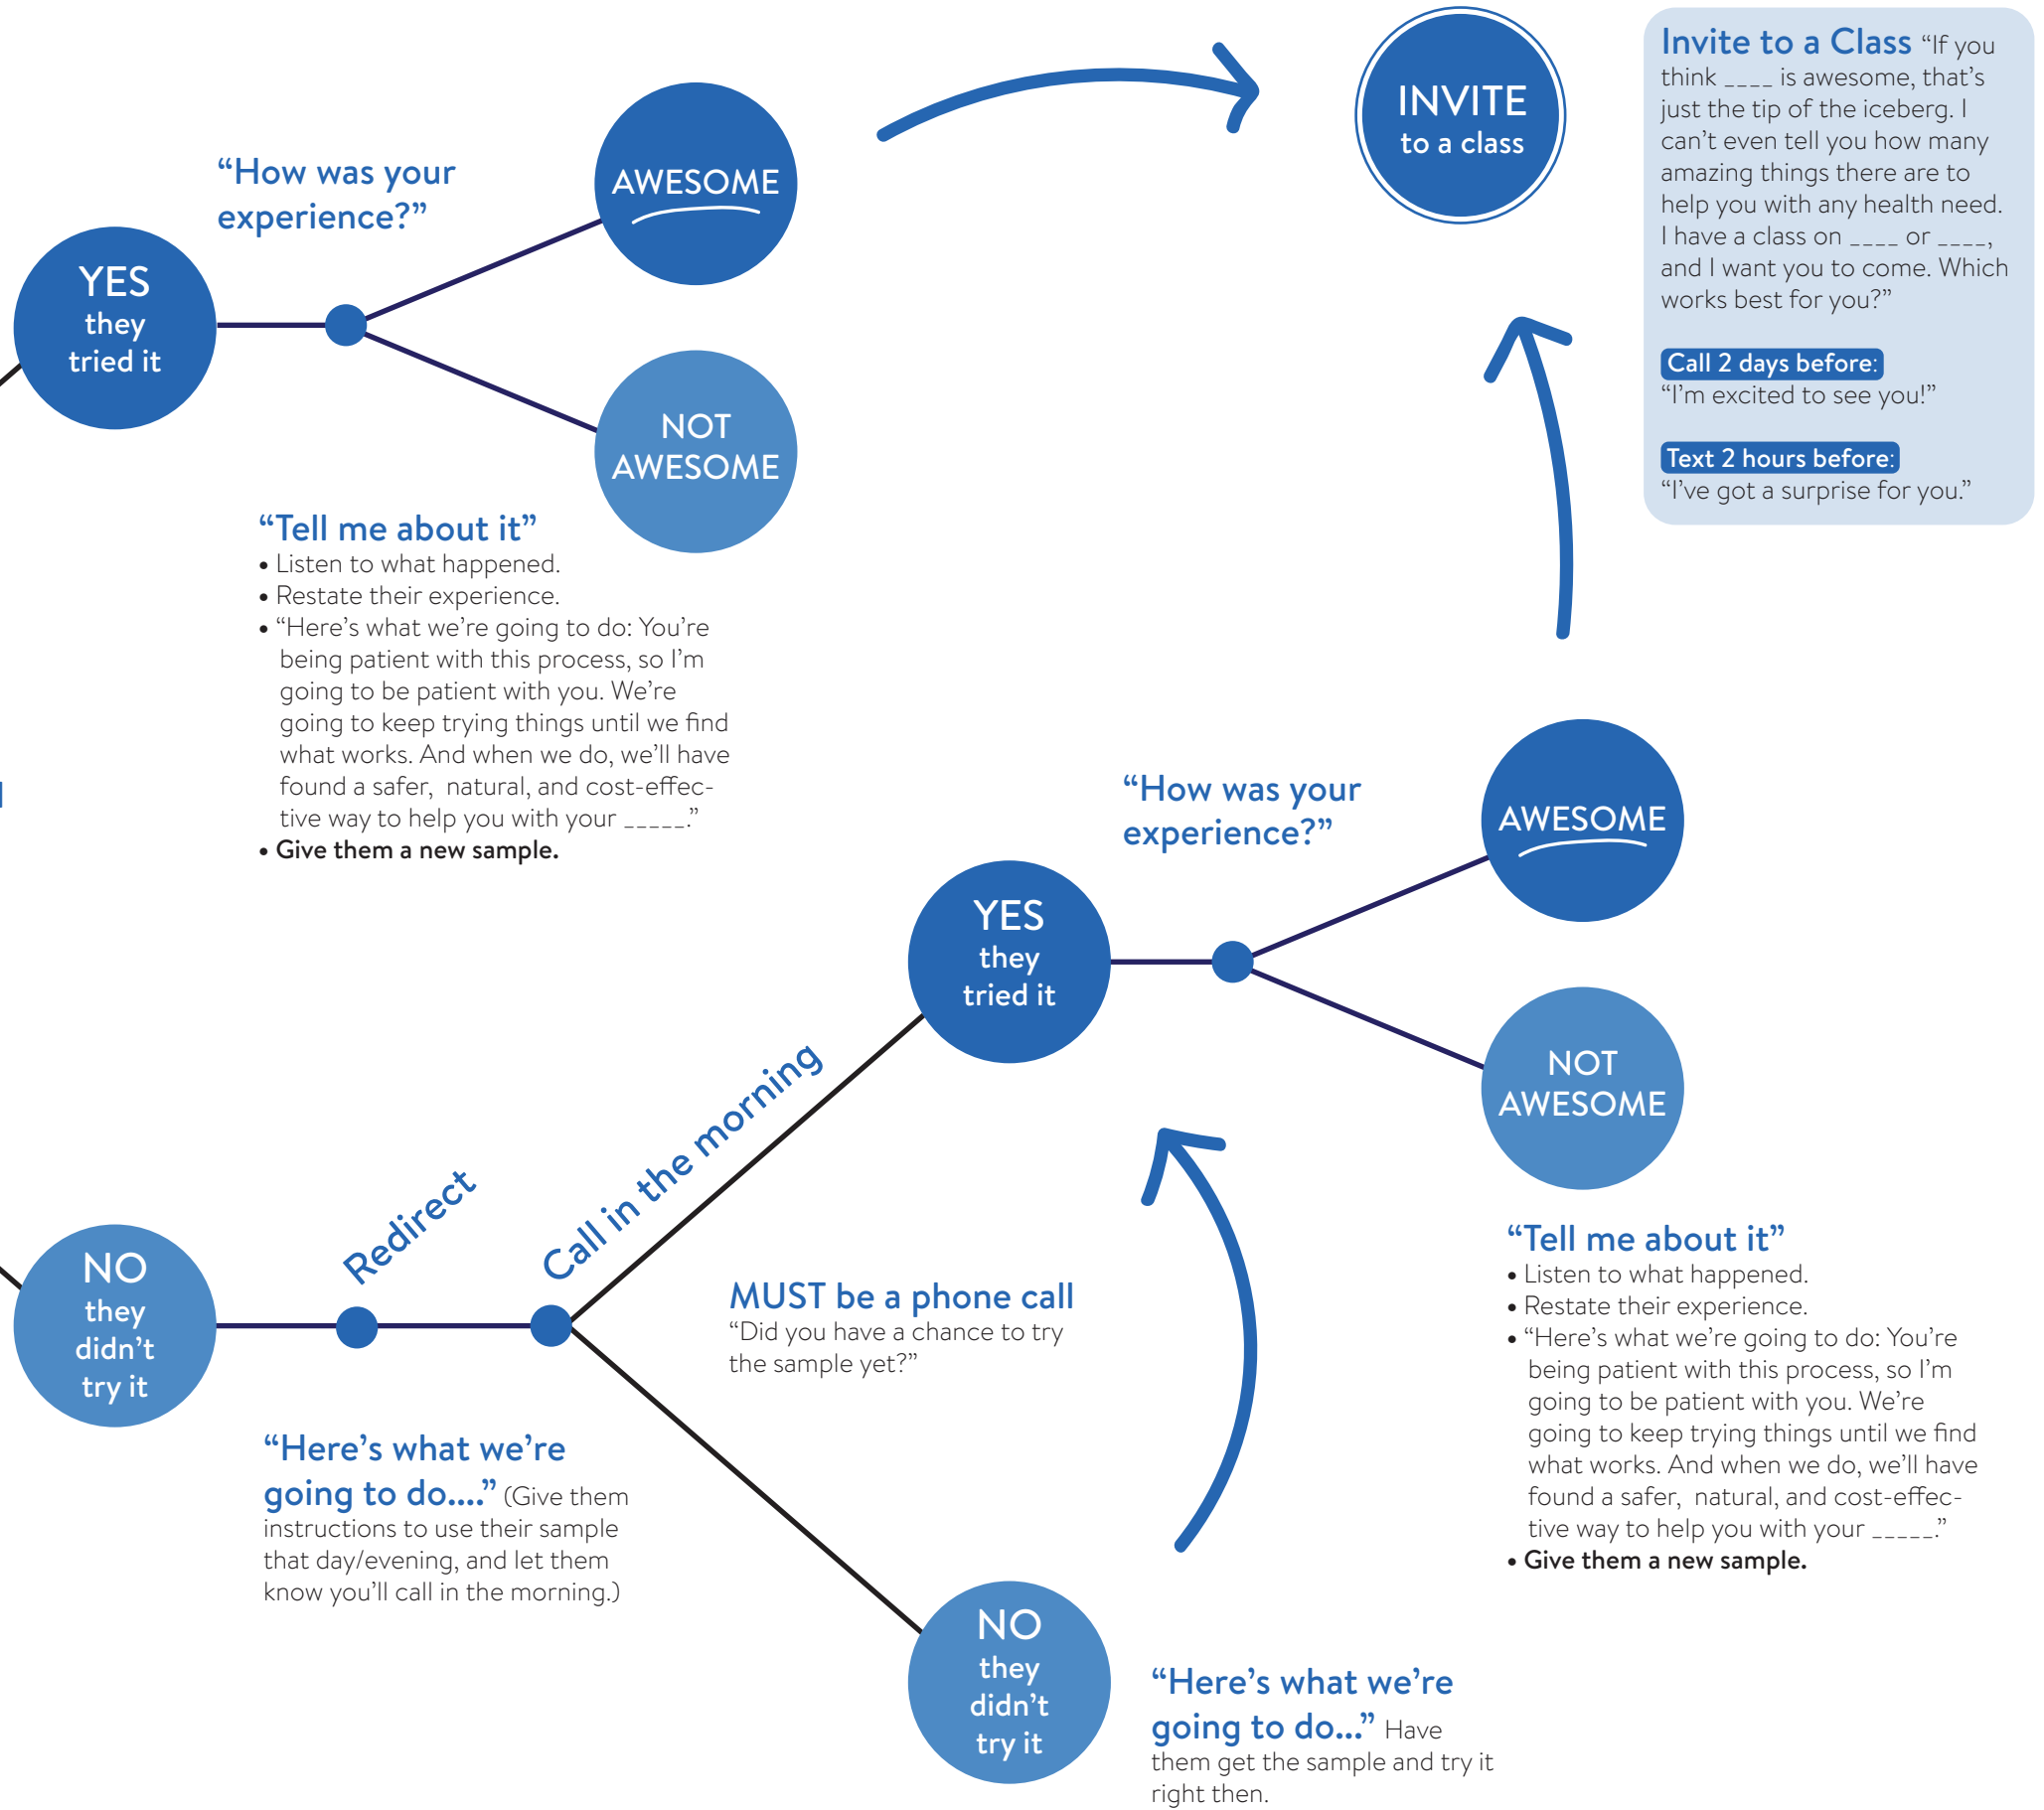 INVITE
to a class
Invite to a Class “If you
think ____ is awesome, that’s
just the tip of the iceberg. I
can’t even tell you how many
amazing things there are to
help you with any health need.
I have a class on ____ or ____,
and I want you to come. Which
works best for you?”
Call 2 days before:
“I’m excited to see you!”
Text 2 hours before:
“I’ve got a surprise for you.”
YES
they
tried it
“How was your
experience?”
AWESOME
NOT
AWESOME
“Tell me about it”
• Listen to what happened.
• Restate their experience.
• “Here’s what we’re going to do: You’re
being patient with this process, so I’m
going to be patient with you. We’re
going to keep trying things until we find
what works. And when we do, we’ll have
found a safer,  natural, and cost-effec-
tive way to help you with your _____.”
• Give them a new sample.
NO
they
didn’t
try it
Redirect
“Here’s what we’re
going to do....” (Give them
instructions to use their sample
that day/evening, and let them
know you’ll call in the morning.)
Call in the morning
MUST be a phone call
“Did you have a chance to try
the sample yet?”
YES
they
tried it
“How was your
experience?”
AWESOME
NOT
AWESOME
“Tell me about it”
• Listen to what happened.
• Restate their experience.
• “Here’s what we’re going to do: You’re
being patient with this process, so I’m
going to be patient with you. We’re
going to keep trying things until we find
what works. And when we do, we’ll have
found a safer,  natural, and cost-effec-
tive way to help you with your _____.”
• Give them a new sample.
NO
they
didn’t
try it
“Here’s what we’re
going to do...” Have
them get the sample and try it
right then.